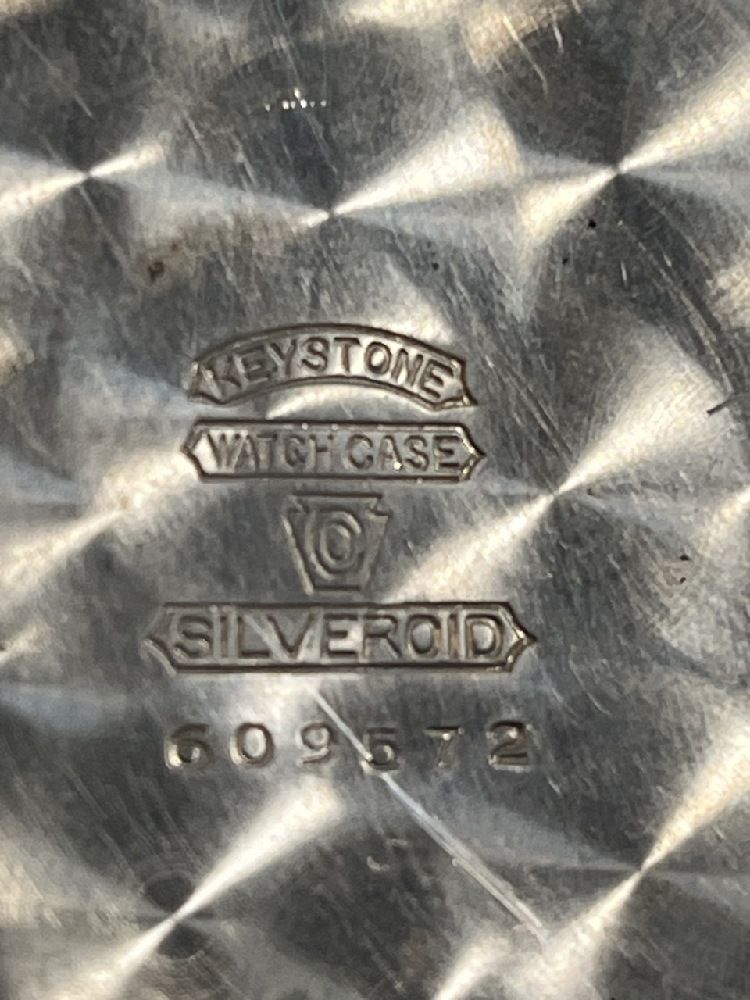 KEYSTONE
WATCH CASE
C
SILVEROID
609572